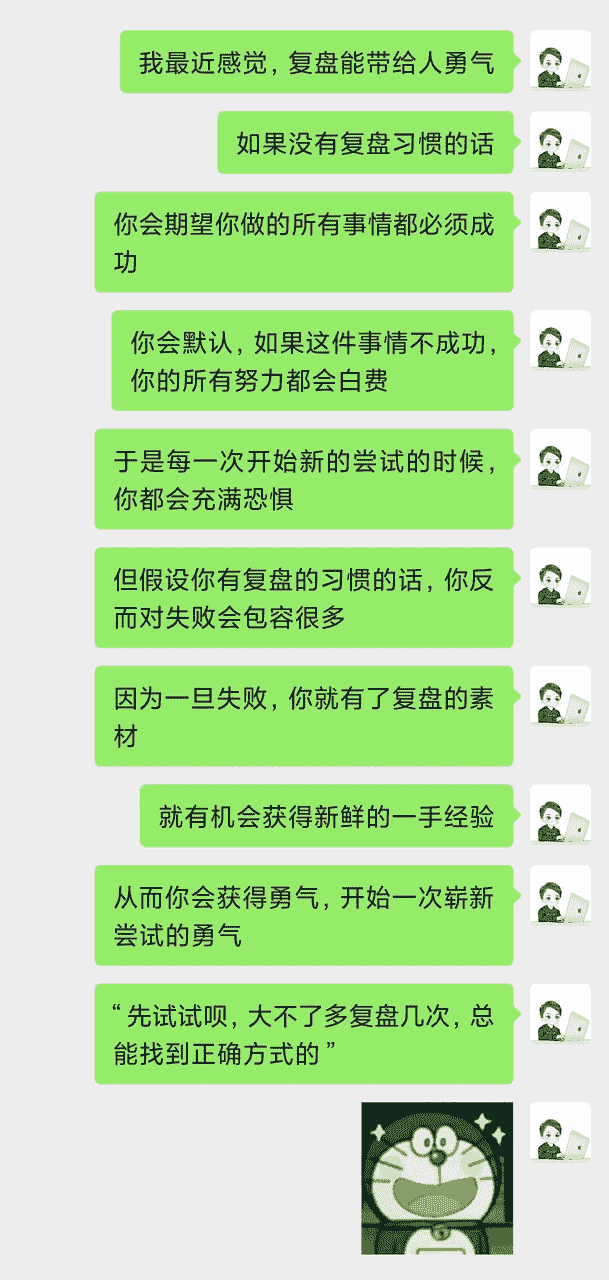 我最近感觉，复盘能带给人勇气
如果没有复盘习惯的话
你会期望你做的所有事情都必须成
功
你会默认，如果这件事情不成功，
你的所有努力都会白费
于是每一次开始新的尝试的时候，
你都会充满恐惧
但假设你有复盘的习惯的话，你反
而对失败会包容很多
因为一旦失败，你就有了复盘的素
材
就有机会获得新鲜的一手经验
从而你会获得勇气，开始一次崭新
尝试的勇气
“先试试呗，大不了多复盘几次，总
能找到正确方式的”